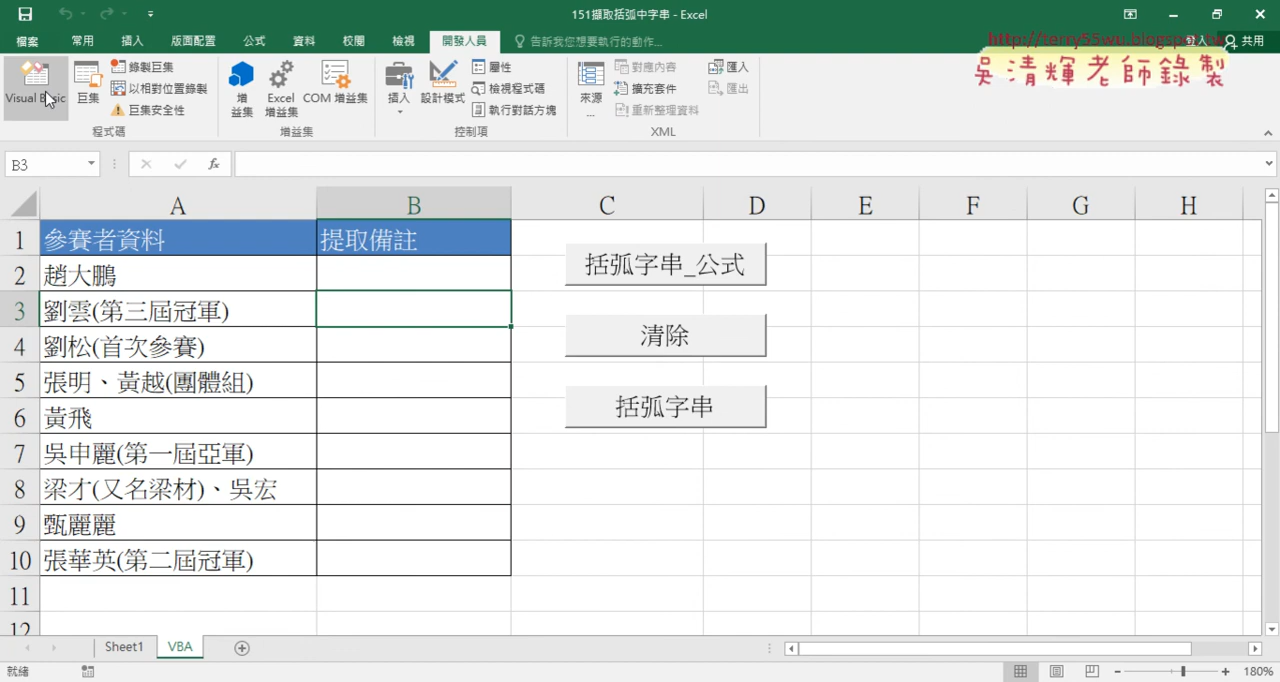 151擷取括弧中字串 - Excel
檔案 常用 插入 版面配置 公式 資料 校閱 檢視 開發人員 告訴我您想要執行的動作... 登入 共用
http://terry55wu.blogspot.tw
吳清輝老師錄製
Visual Basic 巨集 錄製巨集 以相對位置錄製 巨集安全性
增益集 Excel 增益集 COM 增益集
插入 設計模式 屬性 檢視程式碼 執行對話方塊
來源... 對應內容 擴充套件 重新整理資料 匯入 匯出
程式碼 增益集 控制項 XML
B3 fx
A B C D E F G H
1 參賽者資料 提取備註
2 趙大鵬
括弧字串_公式
3 劉雲(第三屆冠軍)
4 劉松(首次參賽)
清除
5 張明、黃越(團體組)
6 黃飛
括弧字串
7 吳申麗(第一屆亞軍)
8 梁才(又名梁材)、吳宏
9 甄麗麗
10 張華英(第二屆冠軍)
11
12
Sheet1 VBA
就緒 180%